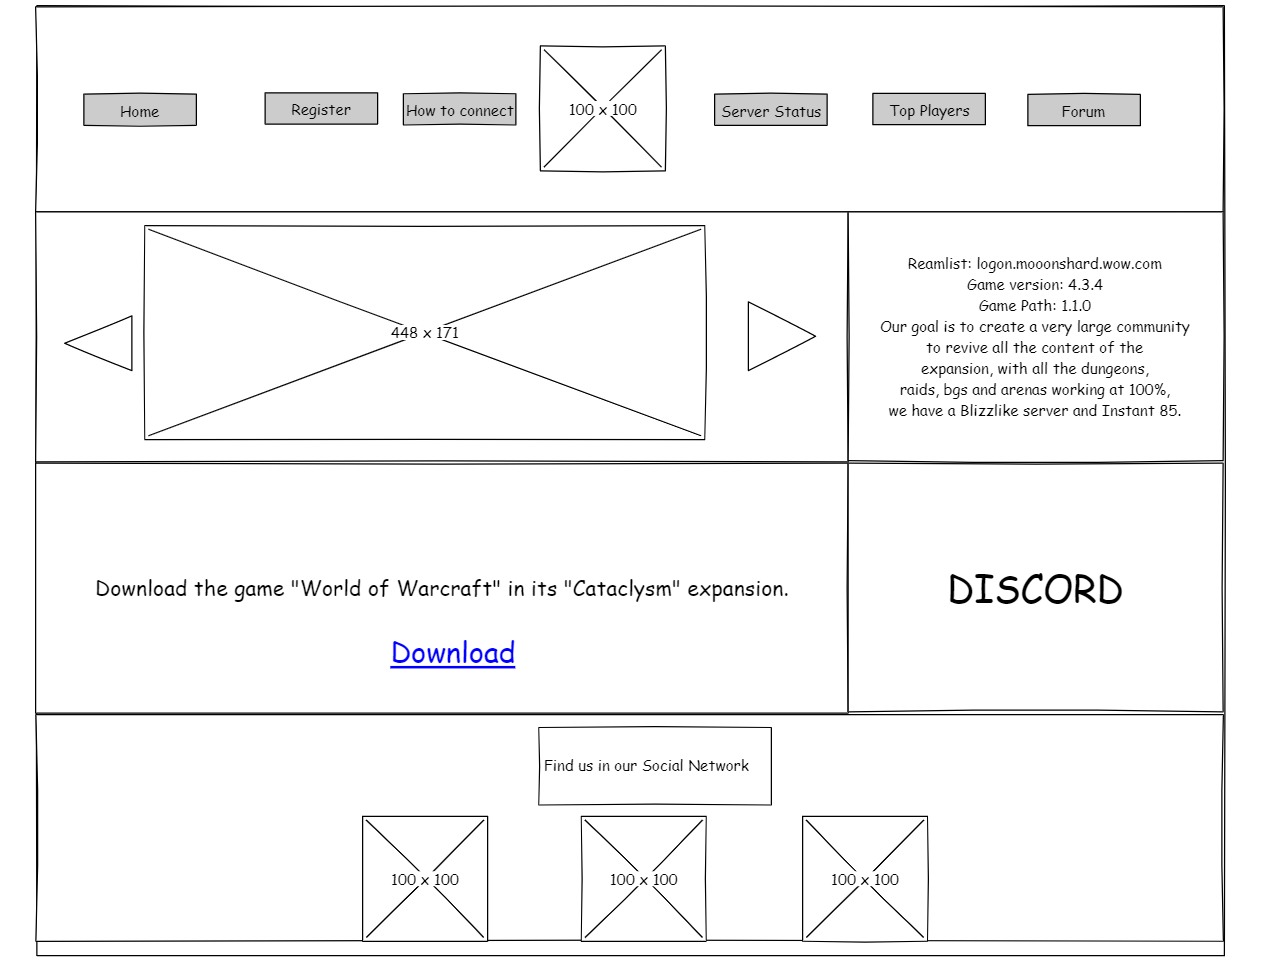 Home
Register
How to connect
100 x 100
Server Status
Top Players
Forum
448 x 171
Reamlist: logon.mooonshard.wow.com
Game version: 4.3.4
Game Path: 1.1.0
Our goal is to create a very large community
to revive all the content of the
expansion, with all the dungeons,
raids, bgs and arenas working at 100%,
we have a Blizzlike server and Instant 85.
Download the game "World of Warcraft" in its "Cataclysm" expansion.
Download
DISCORD
Find us in our Social Network
100 x 100
100 x 100
100 x 100